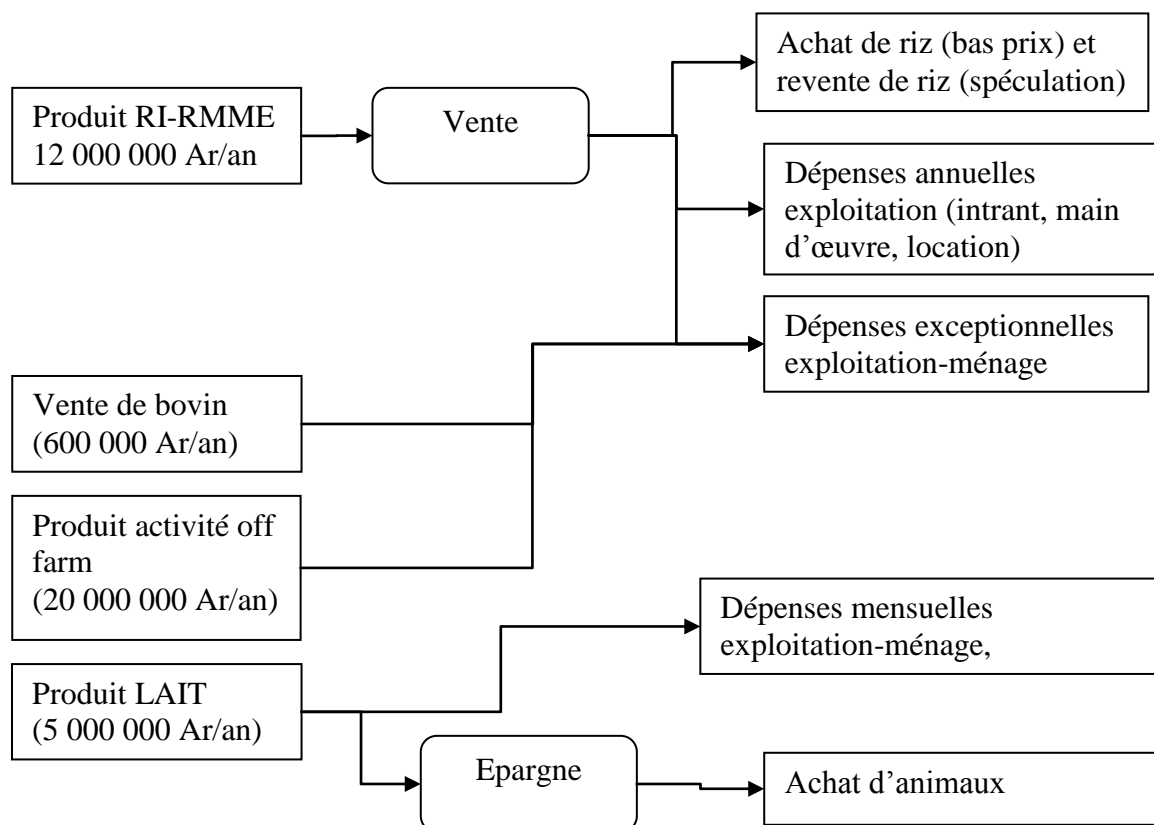 Achat de riz (bas prix) et
revente de riz (spéculation)
Produit RI-RMME
12 000 000 Ar/an
Vente
Dépenses annuelles
exploitation (intrant, main
d’œuvre, location)
Dépenses exceptionnelles
exploitation-ménage
Vente de bovin
(600 000 Ar/an)
Produit activité off
farm
(20 000 000 Ar/an)
Dépenses mensuelles
exploitation-ménage,
Produit LAIT
(5 000 000 Ar/an)
Epargne
Achat d’animaux